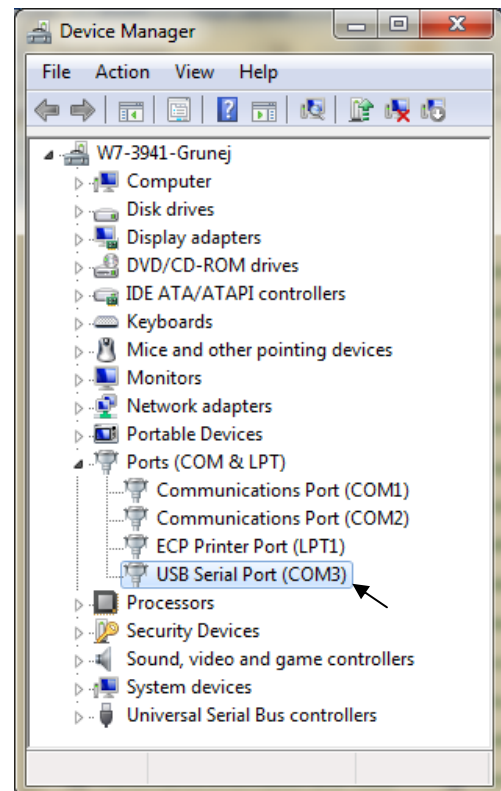 Device Manager
File Action View Help
W7-3941-Grunej
Computer
Disk drives
Display adapters
DVD/CD-ROM drives
IDE ATA/ATAPI controllers
Keyboards
Mice and other pointing devices
Monitors
Network adapters
Portable Devices
Ports (COM & LPT)
Communications Port (COM1)
Communications Port (COM2)
ECP Printer Port (LPT1)
USB Serial Port (COM3)
Processors
Security Devices
Sound, video and game controllers
System devices
Universal Serial Bus controllers